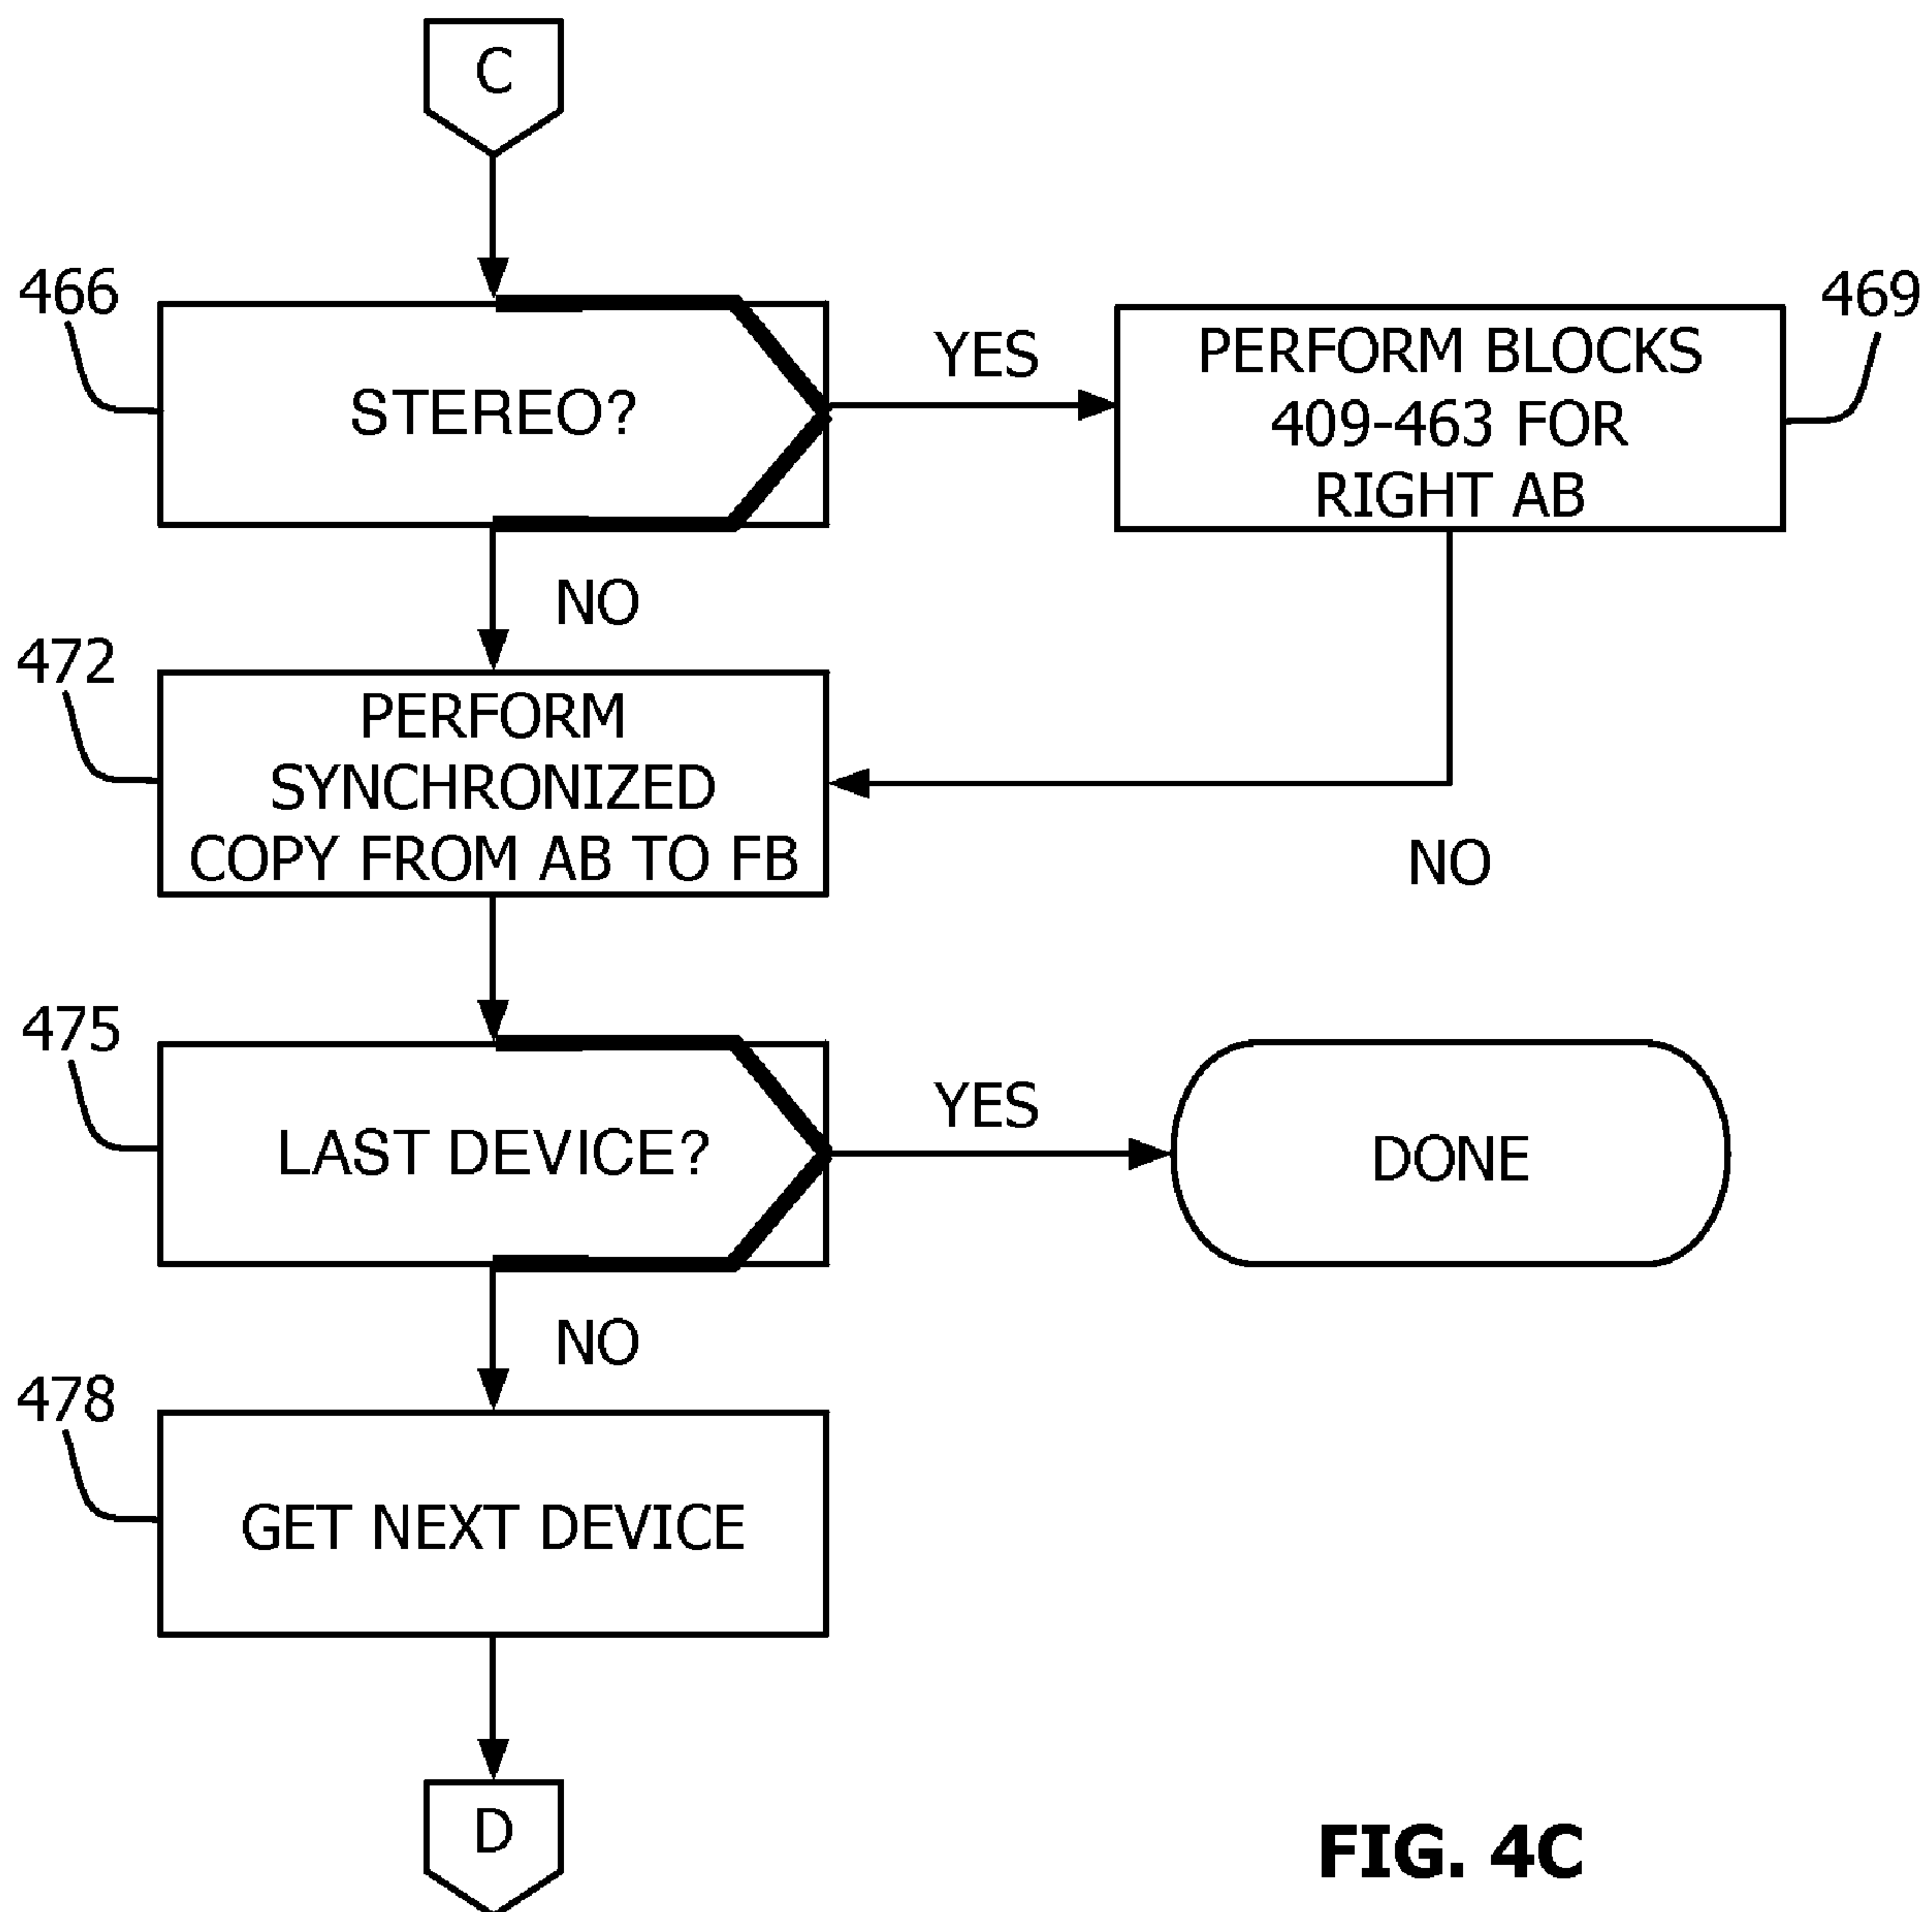 C
466
STEREO?
YES
PERFORM BLOCKS
409-463 FOR
RIGHT AB
469
NO
472
PERFORM
SYNCHRONIZED
COPY FROM AB TO FB
NO
475
LAST DEVICE?
YES
DONE
NO
478
GET NEXT DEVICE
D
FIG. 4C